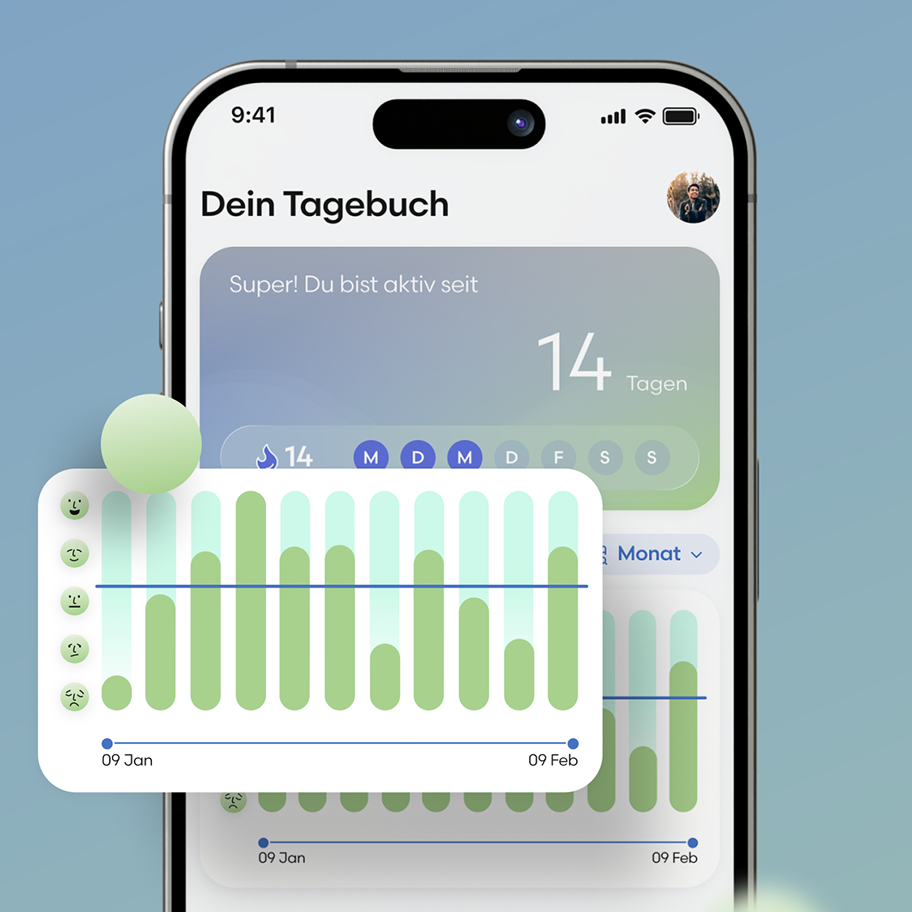 9:41
Dein Tagebuch
Super! Du bist aktiv seit
14 Tagen
14 M D M D F S S
Monat
09 Jan 09 Feb
09 Jan 09 Feb